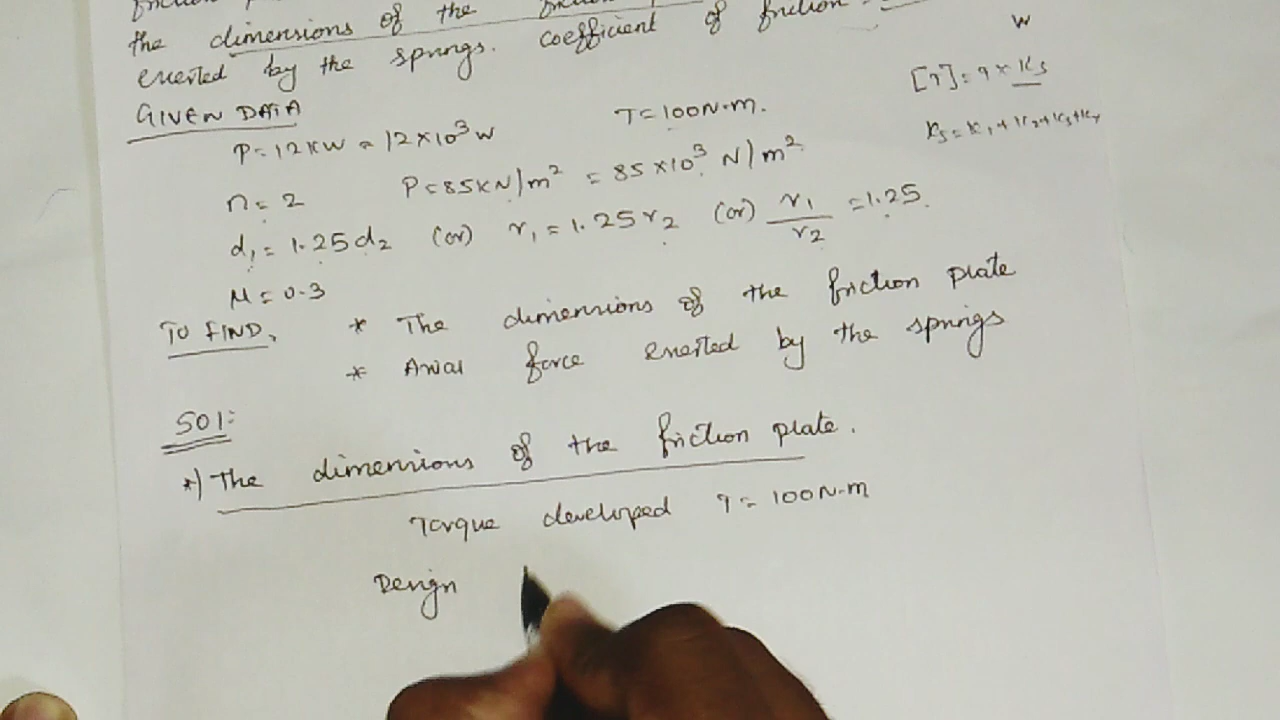 the dimensions of the
exerted by the springs. coefficient of friction
W
GIVEN DATA
[T] = T × Ks
P = 12 KW = 12 × 10³ W T = 100 N·m.
Ks = K1 + K2 + K3 + K4
n = 2 P = 85 KN/m² = 85 × 10³ N/m²
d1 = 1.25 d2 (or) r1 = 1.25 r2 (or) r1/r2 = 1.25.
μ = 0.3
TO FIND, * The dimensions of the friction plate
* Axial force exerted by the springs
SOl:
*) The dimensions of the friction plate.
Torque developed T = 100 N·m
Design